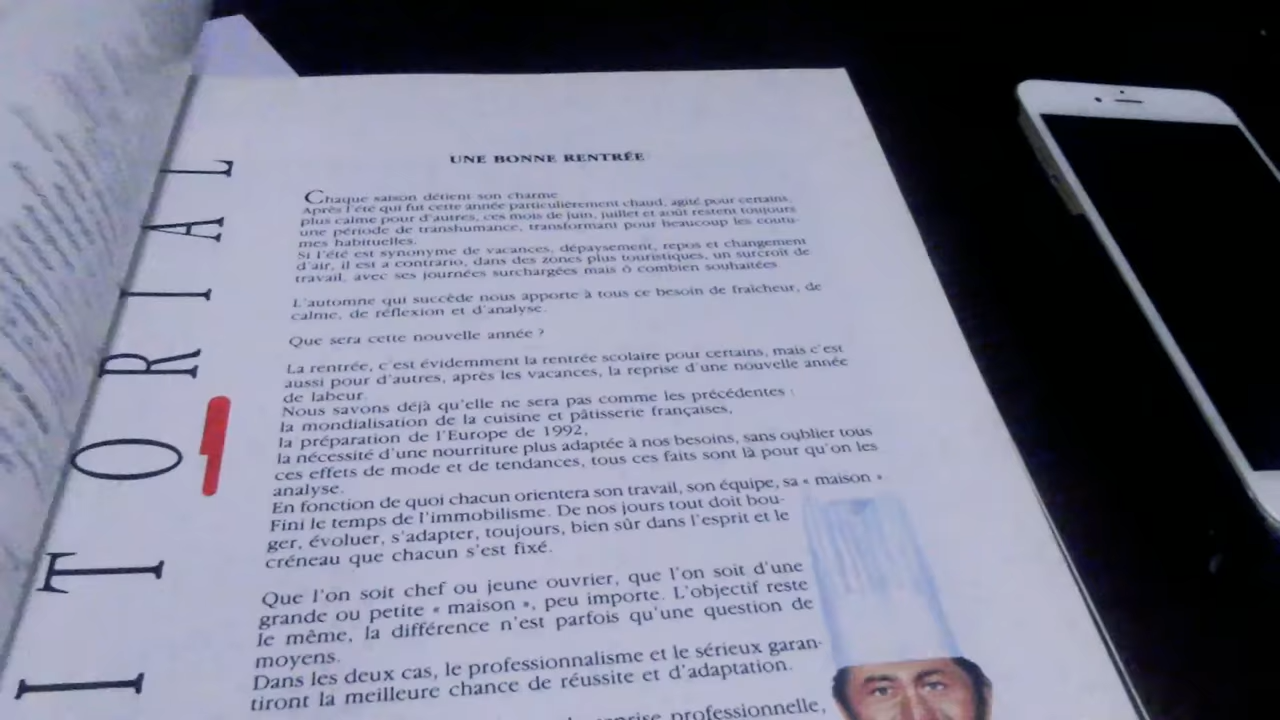 ITORIAL
UNE BONNE RENTRÉE
Chaque saison détient son charme
Après l'été qui fut cette année particulièrement chaud, agité pour certains,
plus calme pour d'autres, ces mois de juin, juillet et août restent toujours
une période de transhumance, transformant pour beaucoup les coutu-
mes habituelles.
Si l'été est synonyme de vacances, dépaysement, repos et changement
d'air, il est a contrario, dans des zones plus touristiques, un surcroit de
travail, avec ses journées surchargées mais ô combien souhaitées
L'automne qui succède nous apporte à tous ce besoin de fraicheur, de
calme, de réflexion et d'analyse.
Que sera cette nouvelle année ?
La rentrée, c'est évidemment la rentrée scolaire pour certains, mais c'est
aussi pour d'autres, après les vacances, la reprise d'une nouvelle année
de labeur.
Nous savons déjà qu'elle ne sera pas comme les précédentes :
la mondialisation de la cuisine et pâtisserie françaises,
la préparation de l'Europe de 1992,
la nécessité d'une nourriture plus adaptée à nos besoins, sans oublier tous
ces effets de mode et de tendances, tous ces faits sont là pour qu'on les
analyse.
En fonction de quoi chacun orientera son travail, son équipe, sa « maison »
Fini le temps de l'immobilisme. De nos jours tout doit bou-
ger, évoluer, s'adapter, toujours, bien sûr dans l'esprit et le
créneau que chacun s'est fixé.
Que l'on soit chef ou jeune ouvrier, que l'on soit d'une
grande ou petite « maison », peu importe. L'objectif reste
le même, la différence n'est parfois qu'une question de
moyens.
Dans les deux cas, le professionnalisme et le sérieux garan-
tiront la meilleure chance de réussite et d'adaptation.
professionnelle,